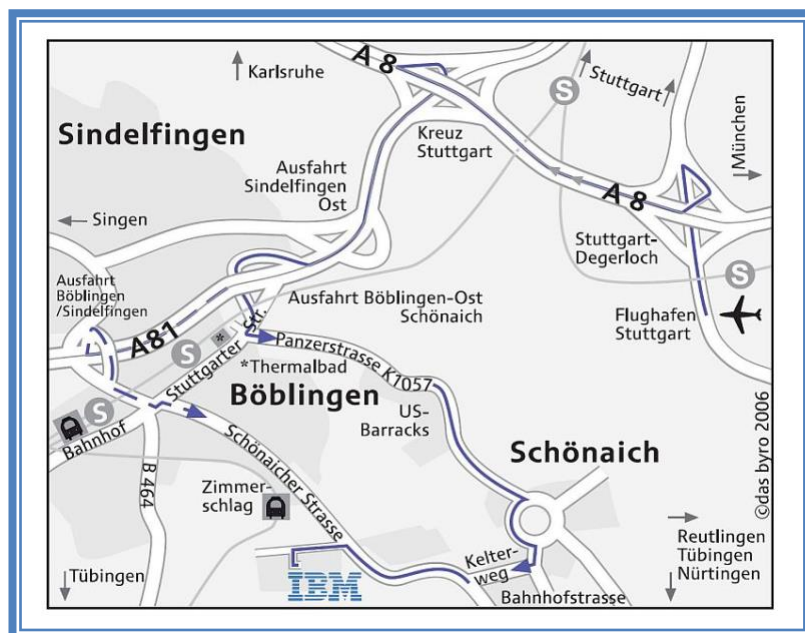 A 8
Karlsruhe
Stuttgart
S
München
Sindelfingen
Kreuz
Stuttgart
Ausfahrt
Sindelfingen
Ost
A 8
Singen
Stuttgart-
Degerloch
S
Ausfahrt
Böblingen
/Sindelfingen
Ausfahrt Böblingen-Ost
Schönaich
Flughafen
Stuttgart
A81
S
Stuttgarter Str.
*
*Thermalbad
Panzerstrasse K1057
Böblingen
US-
Barracks
S
Bahnhof
Schönaicher Strasse
Schönaich
B 464
Zimmer-
schlag
Kelter-
weg
IBM
Bahnhofstrasse
Tübingen
Reutlingen
Tübingen
Nürtingen
©das byro 2006